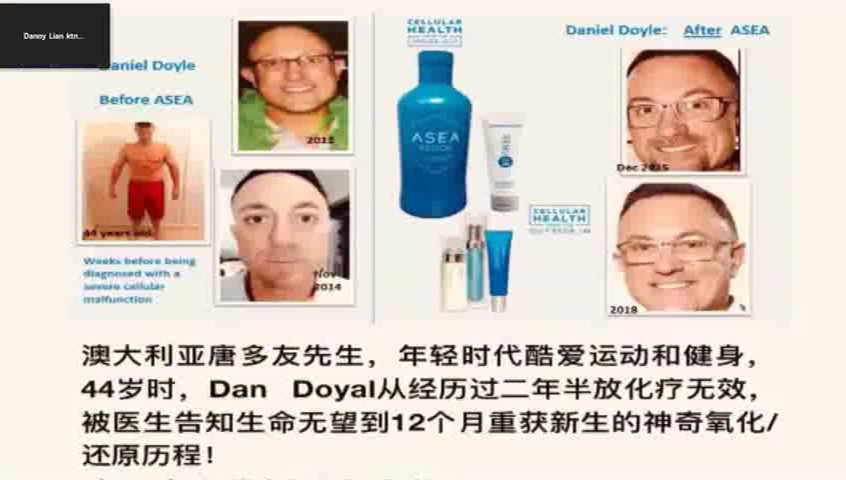 Danny Lian ktn...
aniel Doyle
Before ASEA
2011
44 years old
Weeks before being
diagnosed with a
severe cellular
malfunction
Nov
2014
CELLULAR
HEALTH
ASEA
Daniel Doyle: After ASEA
Dec 2015
CELLULAR
HEALTH
2018
澳大利亚唐多友先生，年轻时代酷爱运动和健身，
44岁时，Dan Doyal从经历过二年半放化疗无效，
被医生告知生命无望到12个月重获新生的神奇氧化/
还原历程！